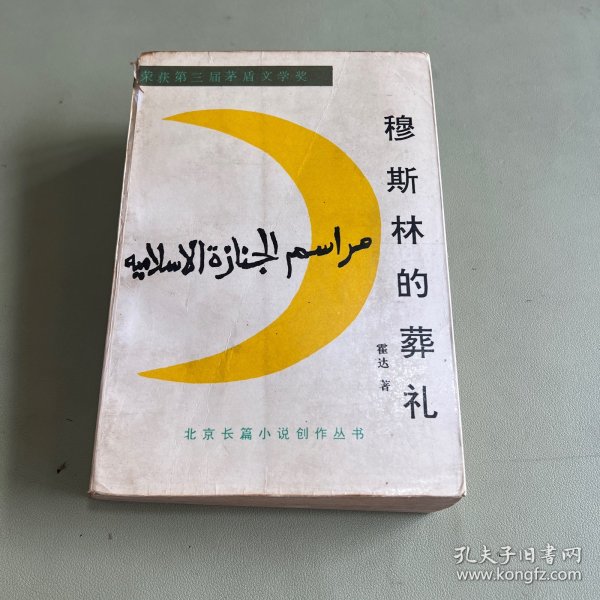 荣获第三届茅盾文学奖
穆斯林的葬礼
مراسم الجنازة الاسلاميه
霍达 著
北京长篇小说创作丛书
孔夫子旧书网
www.kongfz.com